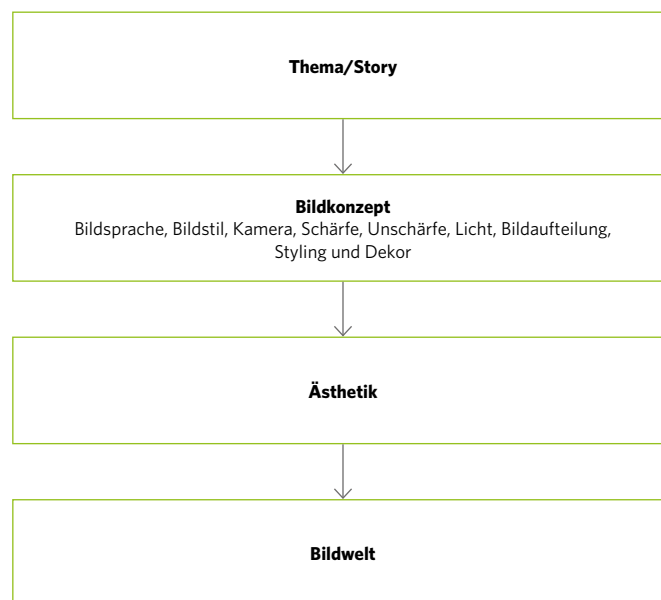 Thema/Story
Bildkonzept
Bildsprache, Bildstil, Kamera, Schärfe, Unschärfe, Licht, Bildaufteilung,
Styling und Dekor
Ästhetik
Bildwelt